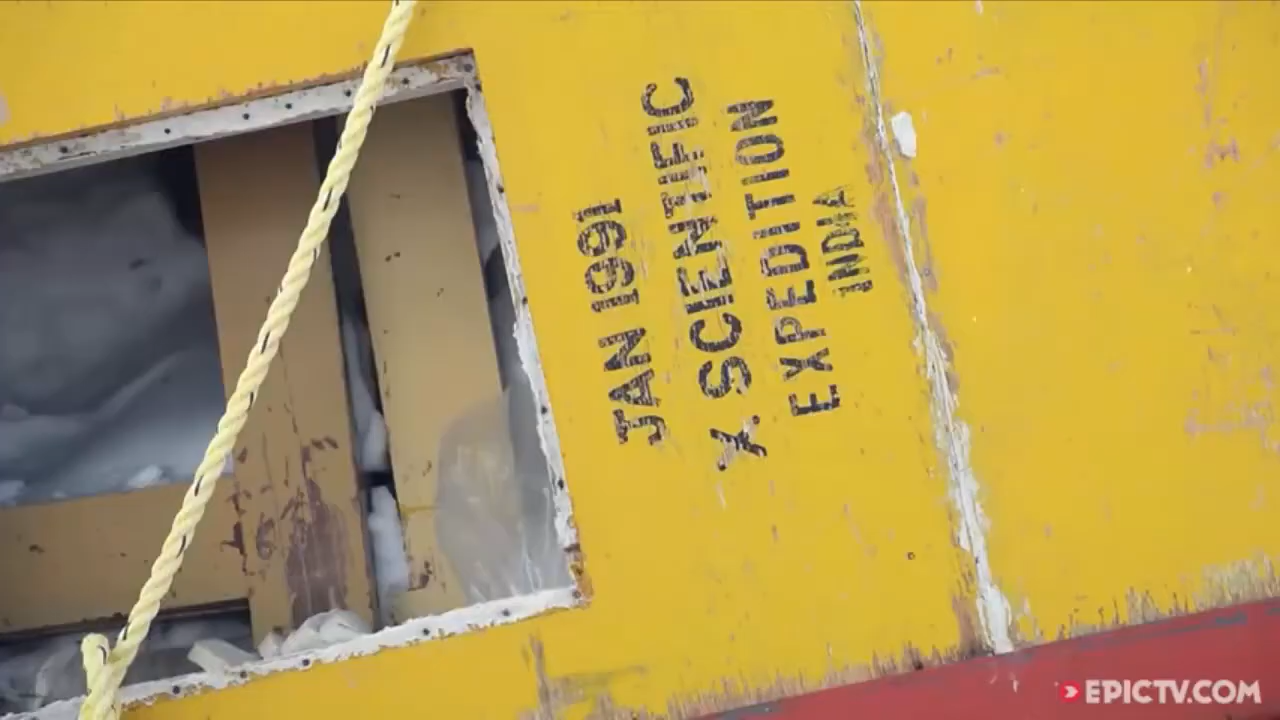 JAN 1991
X. SCIENTIFIC
EXPEDITION
INDIA
EPICTV.COM